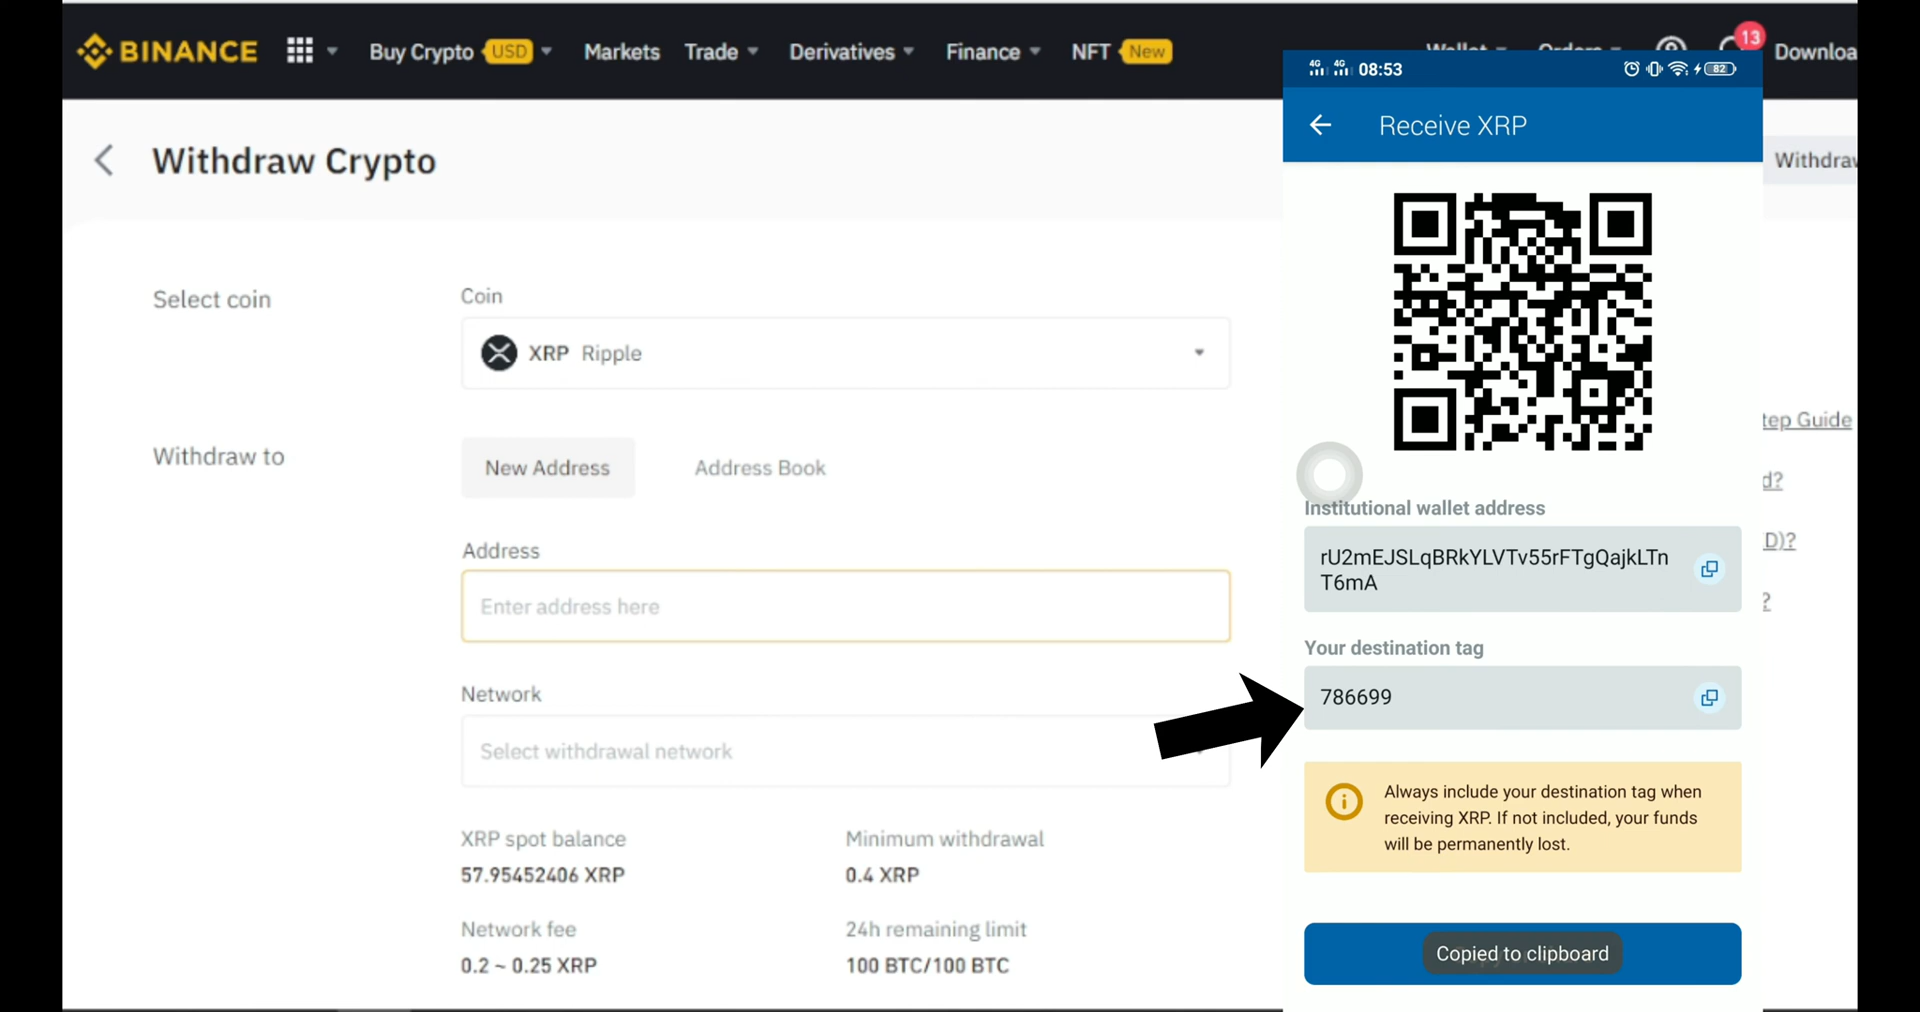 BINANCE
Buy Crypto USD
Markets
Trade
Derivatives
Finance
NFT New
13
Downloa
Withdraw Crypto
Withdraw
Select coin
Coin
XRP Ripple
Withdraw to
New Address
Address Book
Address
Enter address here
Network
Select withdrawal network
XRP spot balance
57.95452406 XRP
Minimum withdrawal
0.4 XRP
Network fee
0.2 ~ 0.25 XRP
24h remaining limit
100 BTC/100 BTC
4G 4G 08:53
82
Receive XRP
Institutional wallet address
rU2mEJSLqBRkYLVTv55rFTgQajkLTn
T6mA
Your destination tag
786699
Always include your destination tag when
receiving XRP. If not included, your funds
will be permanently lost.
Copied to clipboard
tep Guide
d?
D)?
?